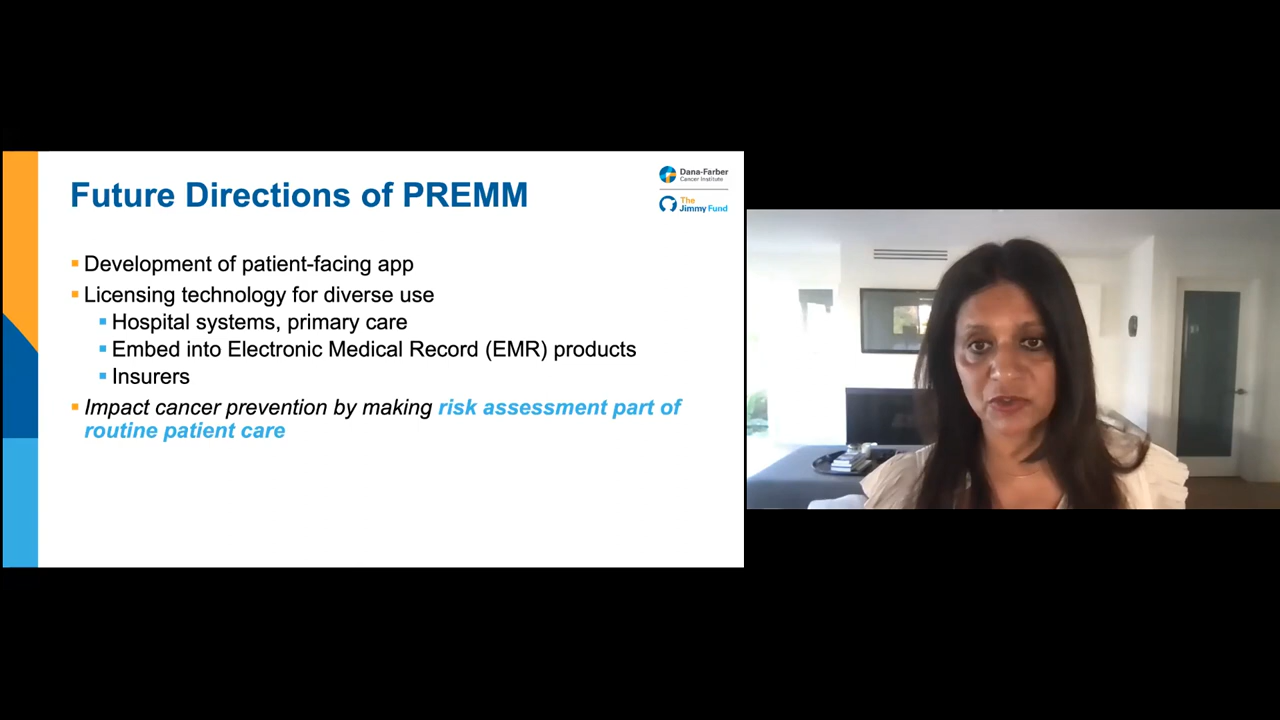 Future Directions of PREMM
Dana-Farber
Cancer Institute
The
Jimmy Fund
Development of patient-facing app
Licensing technology for diverse use
Hospital systems, primary care
Embed into Electronic Medical Record (EMR) products
Insurers
Impact cancer prevention by making risk assessment part of
routine patient care